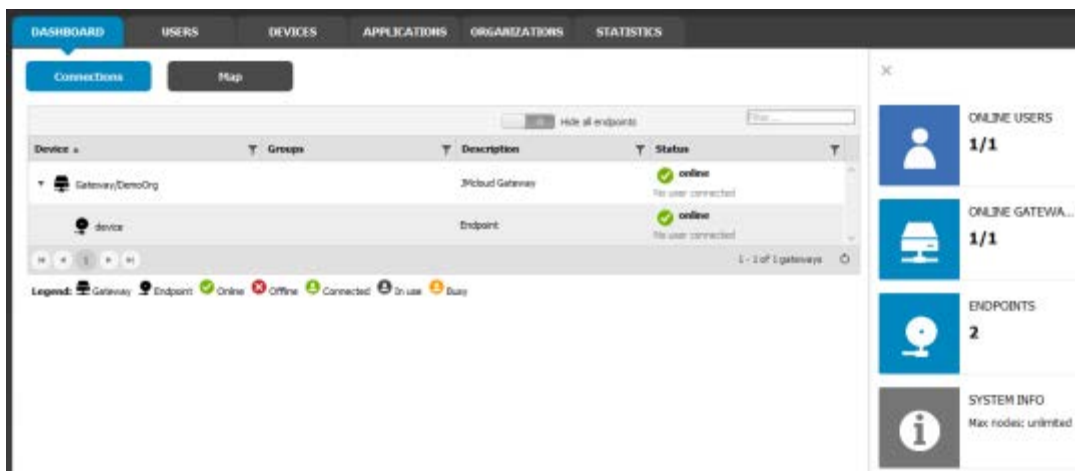 DASHBOARD USERS DEVICES APPLICATIONS ORGANIZATIONS STATISTICS
Connections Map
Hide all endpoints Filter ...
Device Groups Description Status
Gateway/DemoOrg JMcloud Gateway online
No user connected
device Endpoint online
No user connected
1 1 - 1 of 1 gateways
Legend: Gateway Endpoint Online Offline Connected In use Busy
ONLINE USERS
1/1
ONLINE GATEWA...
1/1
ENDPOINTS
2
SYSTEM INFO
Max nodes: unlimited